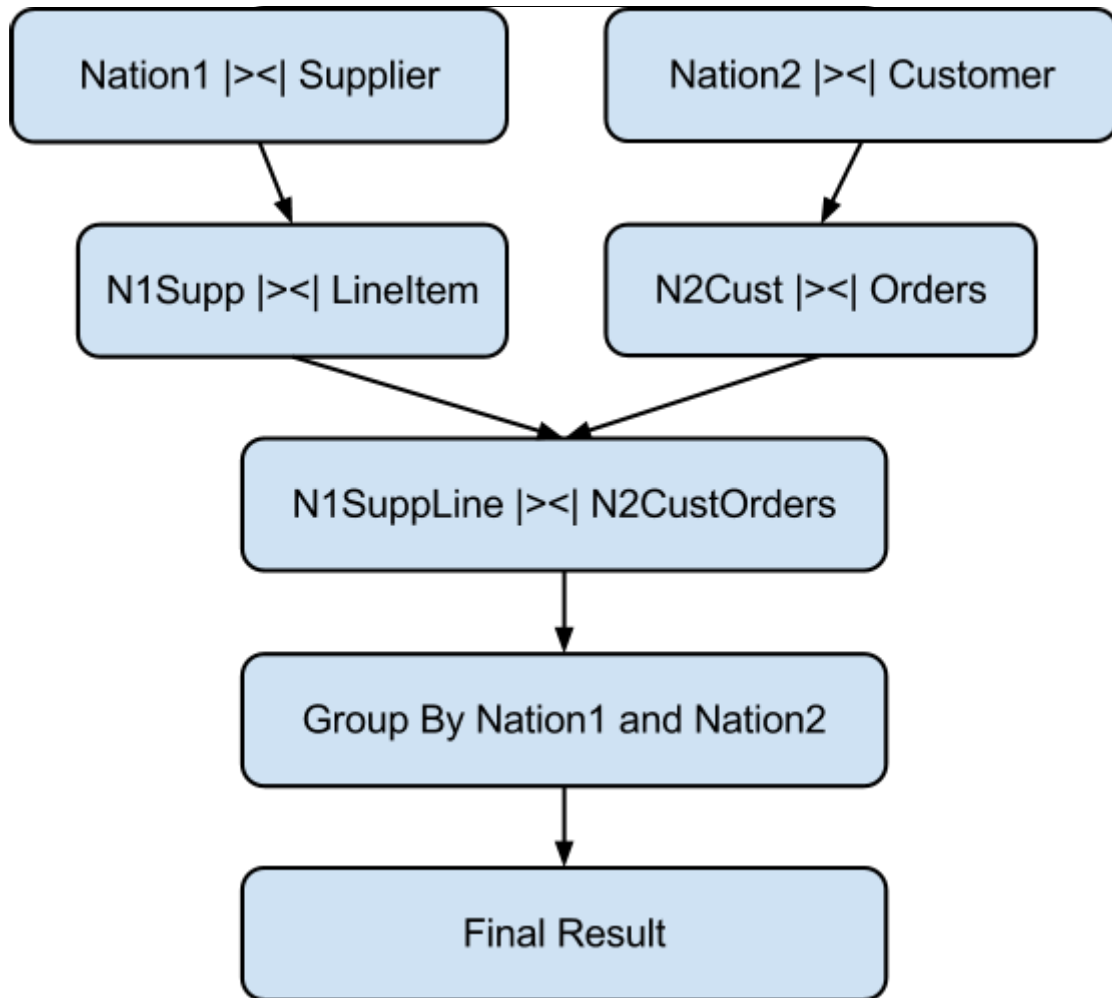 Nation1 |><| Supplier
Nation2 |><| Customer
N1Supp |><| LineItem
N2Cust |><| Orders
N1SuppLine |><| N2CustOrders
Group By Nation1 and Nation2
Final Result